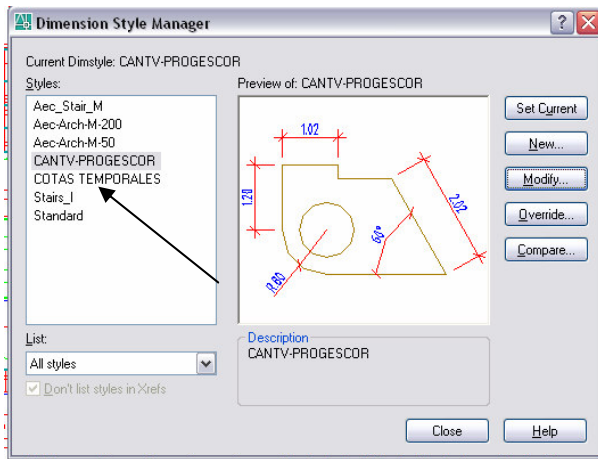 Dimension Style Manager
Current Dimstyle: CANTV-PROGESCOR
Styles:
Aec_Stair_M
Aec-Arch-M-200
Aec-Arch-M-50
CANTV-PROGESCOR
COTAS TEMPORALES
Stairs_I
Standard
List:
All styles
Don't list styles in Xrefs
Preview of: CANTV-PROGESCOR
1.02
1.20
2.02
60°
R.80
Description
CANTV-PROGESCOR
Set Current
New...
Modify...
Override...
Compare...
Close
Help